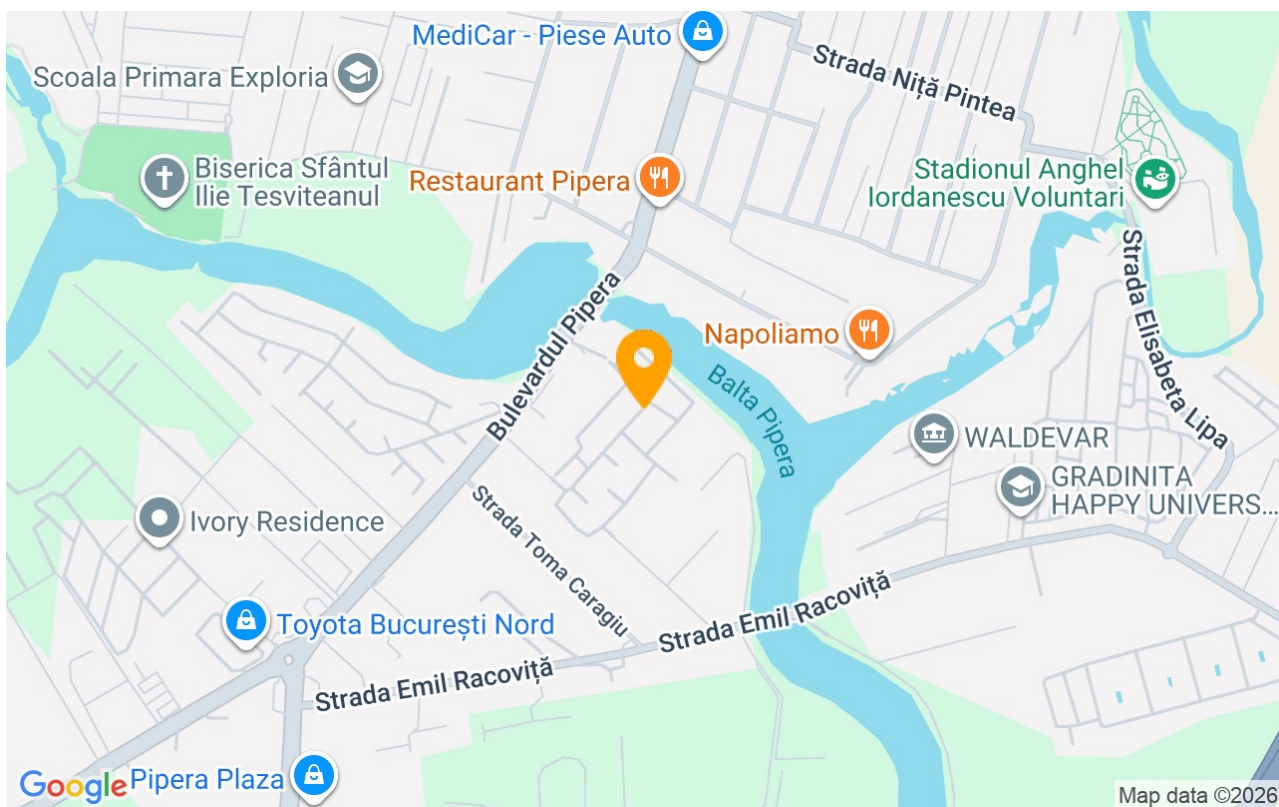 MediCar - Piese Auto
Strada Niță Pintea
Scoala Primara Exploria
Biserica Sfântul
Ilie Tesviteanul
Restaurant Pipera
Stadionul Anghel
Iordanescu Voluntari
Strada Elisabeta Lipa
Bulevardul Pipera
Napoliamo
Balta Pipera
WALDEVAR
GRADINITA
HAPPY UNIVERS...
Ivory Residence
Strada Toma Caragiu
Strada Emil Racoviță
Toyota București Nord
Strada Emil Racoviță
Google
Pipera Plaza
Map data ©2026